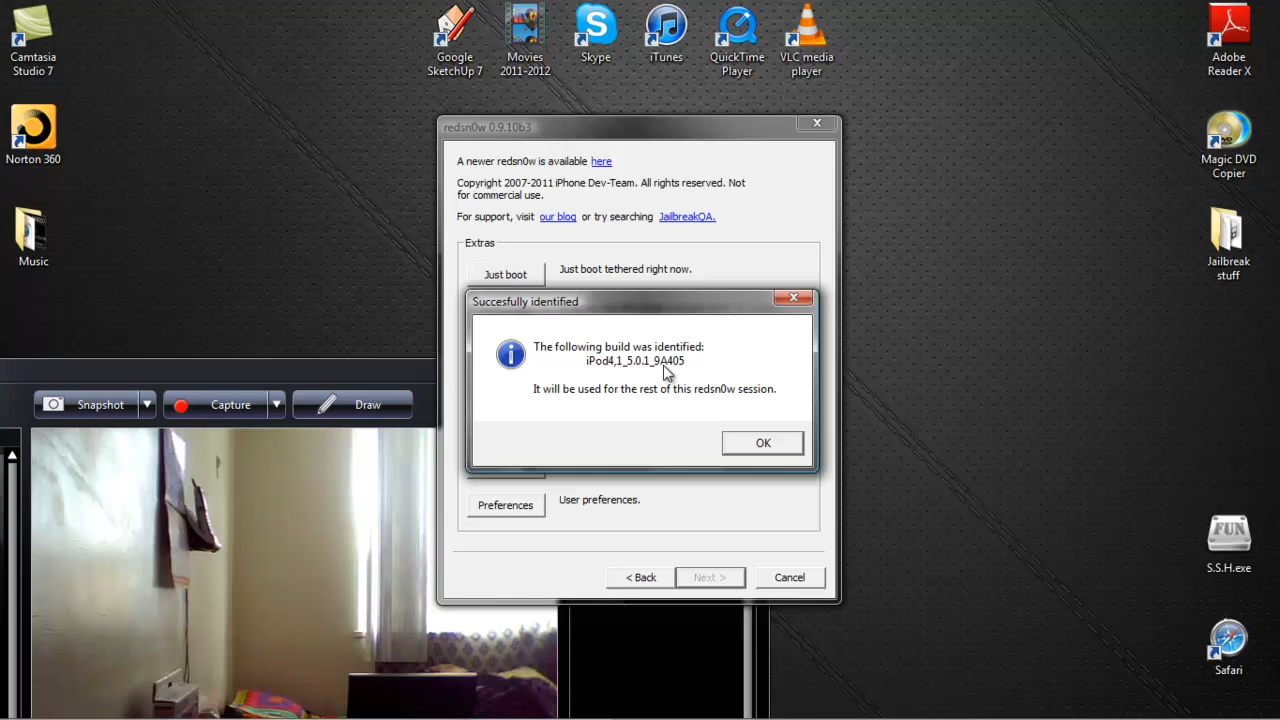 Camtasia
Studio 7
Norton 360
Music
Google
SketchUp 7
Movies
2011-2012
Skype
iTunes
QuickTime
Player
VLC media
player
Adobe
Reader X
Magic DVD
Copier
Jailbreak
stuff
FUN
S.S.H.exe
Safari
redsn0w 0.9.10b3
A newer redsn0w is available here
Copyright 2007-2011 iPhone Dev-Team. All rights reserved. Not
for commercial use.
For support, visit our blog or try searching JailbreakQA.
Extras
Just boot Just boot tethered right now.
Succesfully identified
The following build was identified:
iPod4,1_5.0.1_9A405
It will be used for the rest of this redsn0w session.
OK
Preferences User preferences.
< Back Next > Cancel
Snapshot Capture Draw